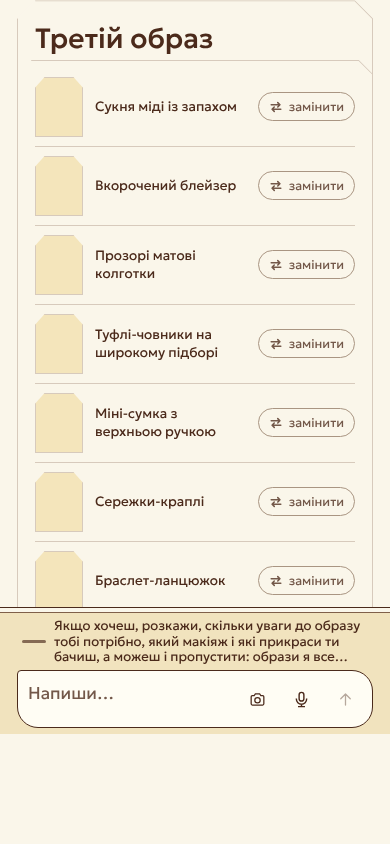 Третій образ
Сукня міді із запахом
замінити
Вкорочений блейзер
замінити
Прозорі матові
колготки
замінити
Туфлі-човники на
широкому підборі
замінити
Міні-сумка з
верхньою ручкою
замінити
Сережки-краплі
замінити
Браслет-ланцюжок
замінити
Якщо хочеш, розкажи, скільки уваги до образу
тобі потрібно, який макіяж і які прикраси ти
бачиш, а можеш і пропустити: образи я все…
Напиши…